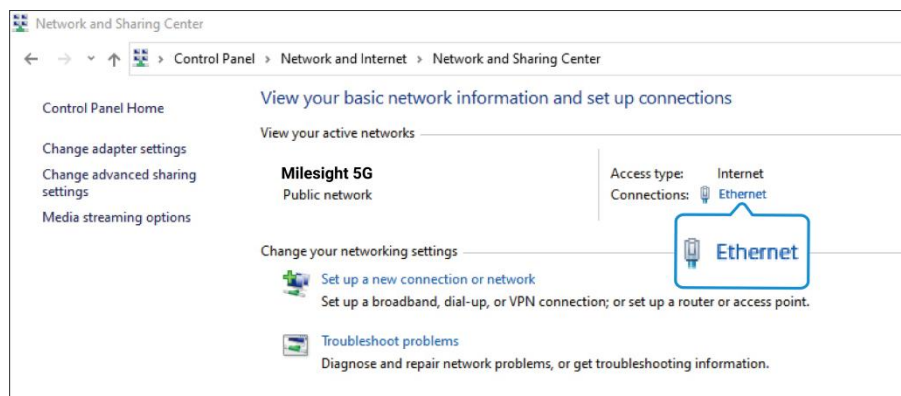 Network and Sharing Center
Control Panel > Network and Internet > Network and Sharing Center
Control Panel Home
Change adapter settings
Change advanced sharing
settings
Media streaming options
View your basic network information and set up connections
View your active networks
Milesight 5G
Public network
Access type: Internet
Connections: Ethernet
Ethernet
Change your networking settings
Set up a new connection or network
Set up a broadband, dial-up, or VPN connection; or set up a router or access point.
Troubleshoot problems
Diagnose and repair network problems, or get troubleshooting information.